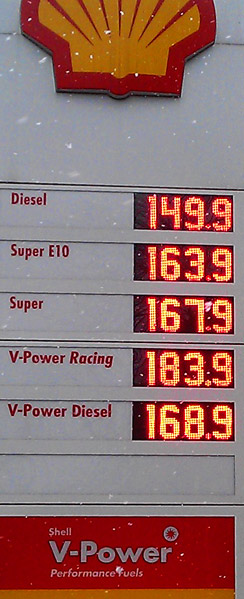 Diesel 149.9
Super E10 163.9
Super 167.9
V-Power Racing 183.9
V-Power Diesel 168.9
Shell
V-Power
Performance Fuels